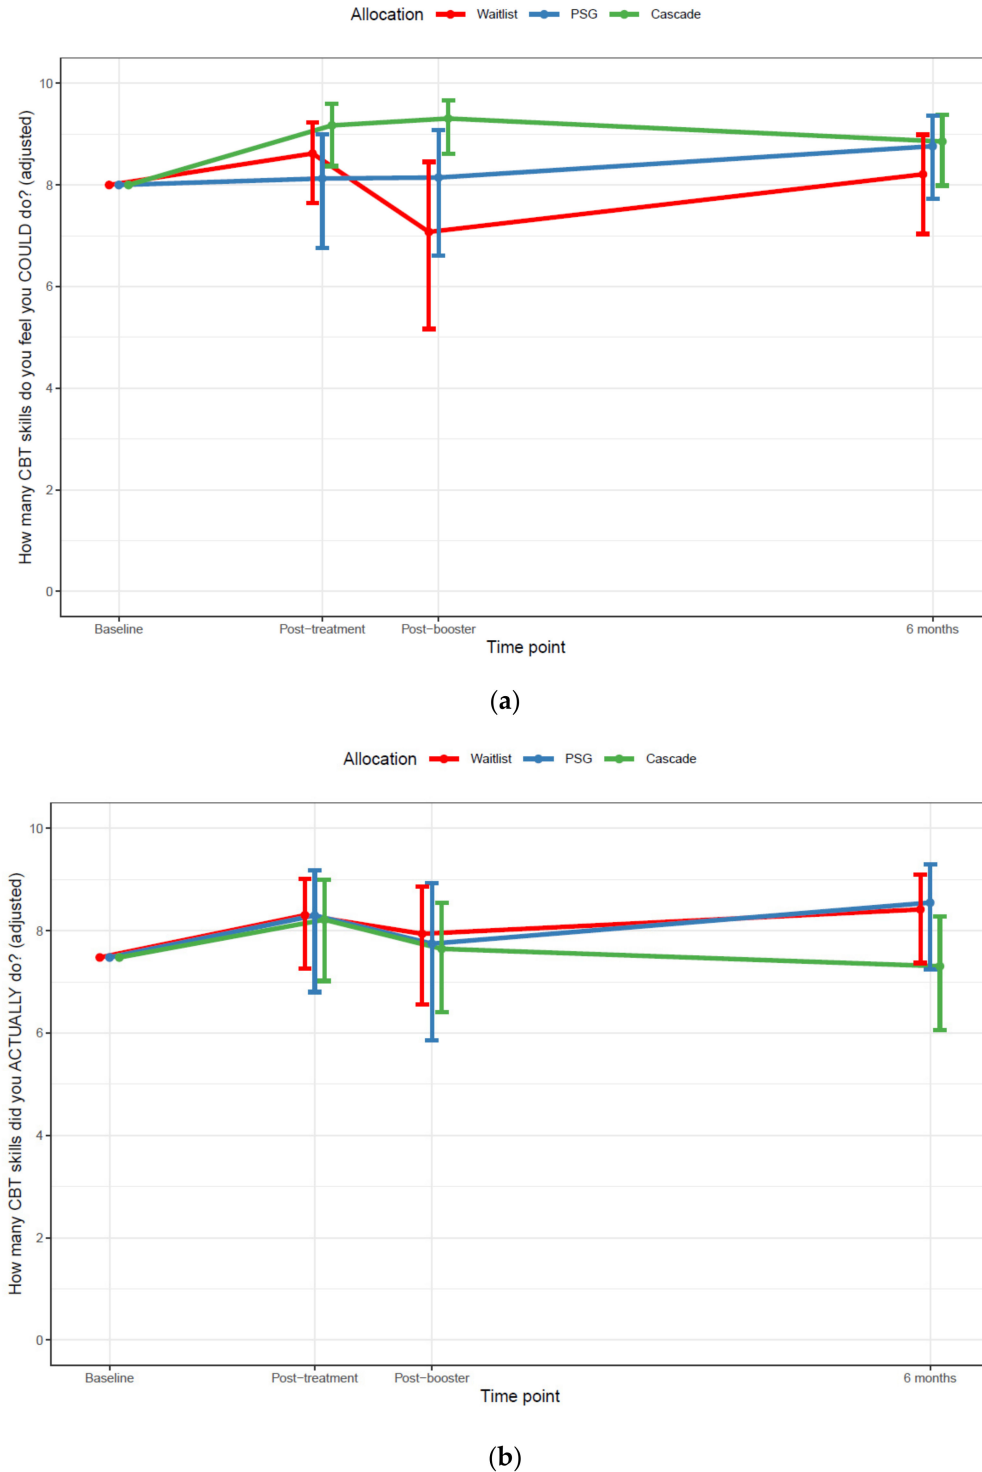 Allocation Waitlist PSG Cascade
How many CBT skills do you feel you COULD do? (adjusted)
10
8
6
4
2
0
Baseline Post-treatment Post-booster 6 months
Time point
(a)
Allocation Waitlist PSG Cascade
How many CBT skills did you ACTUALLY do? (adjusted)
10
8
6
4
2
0
Baseline Post-treatment Post-booster 6 months
Time point
(b)